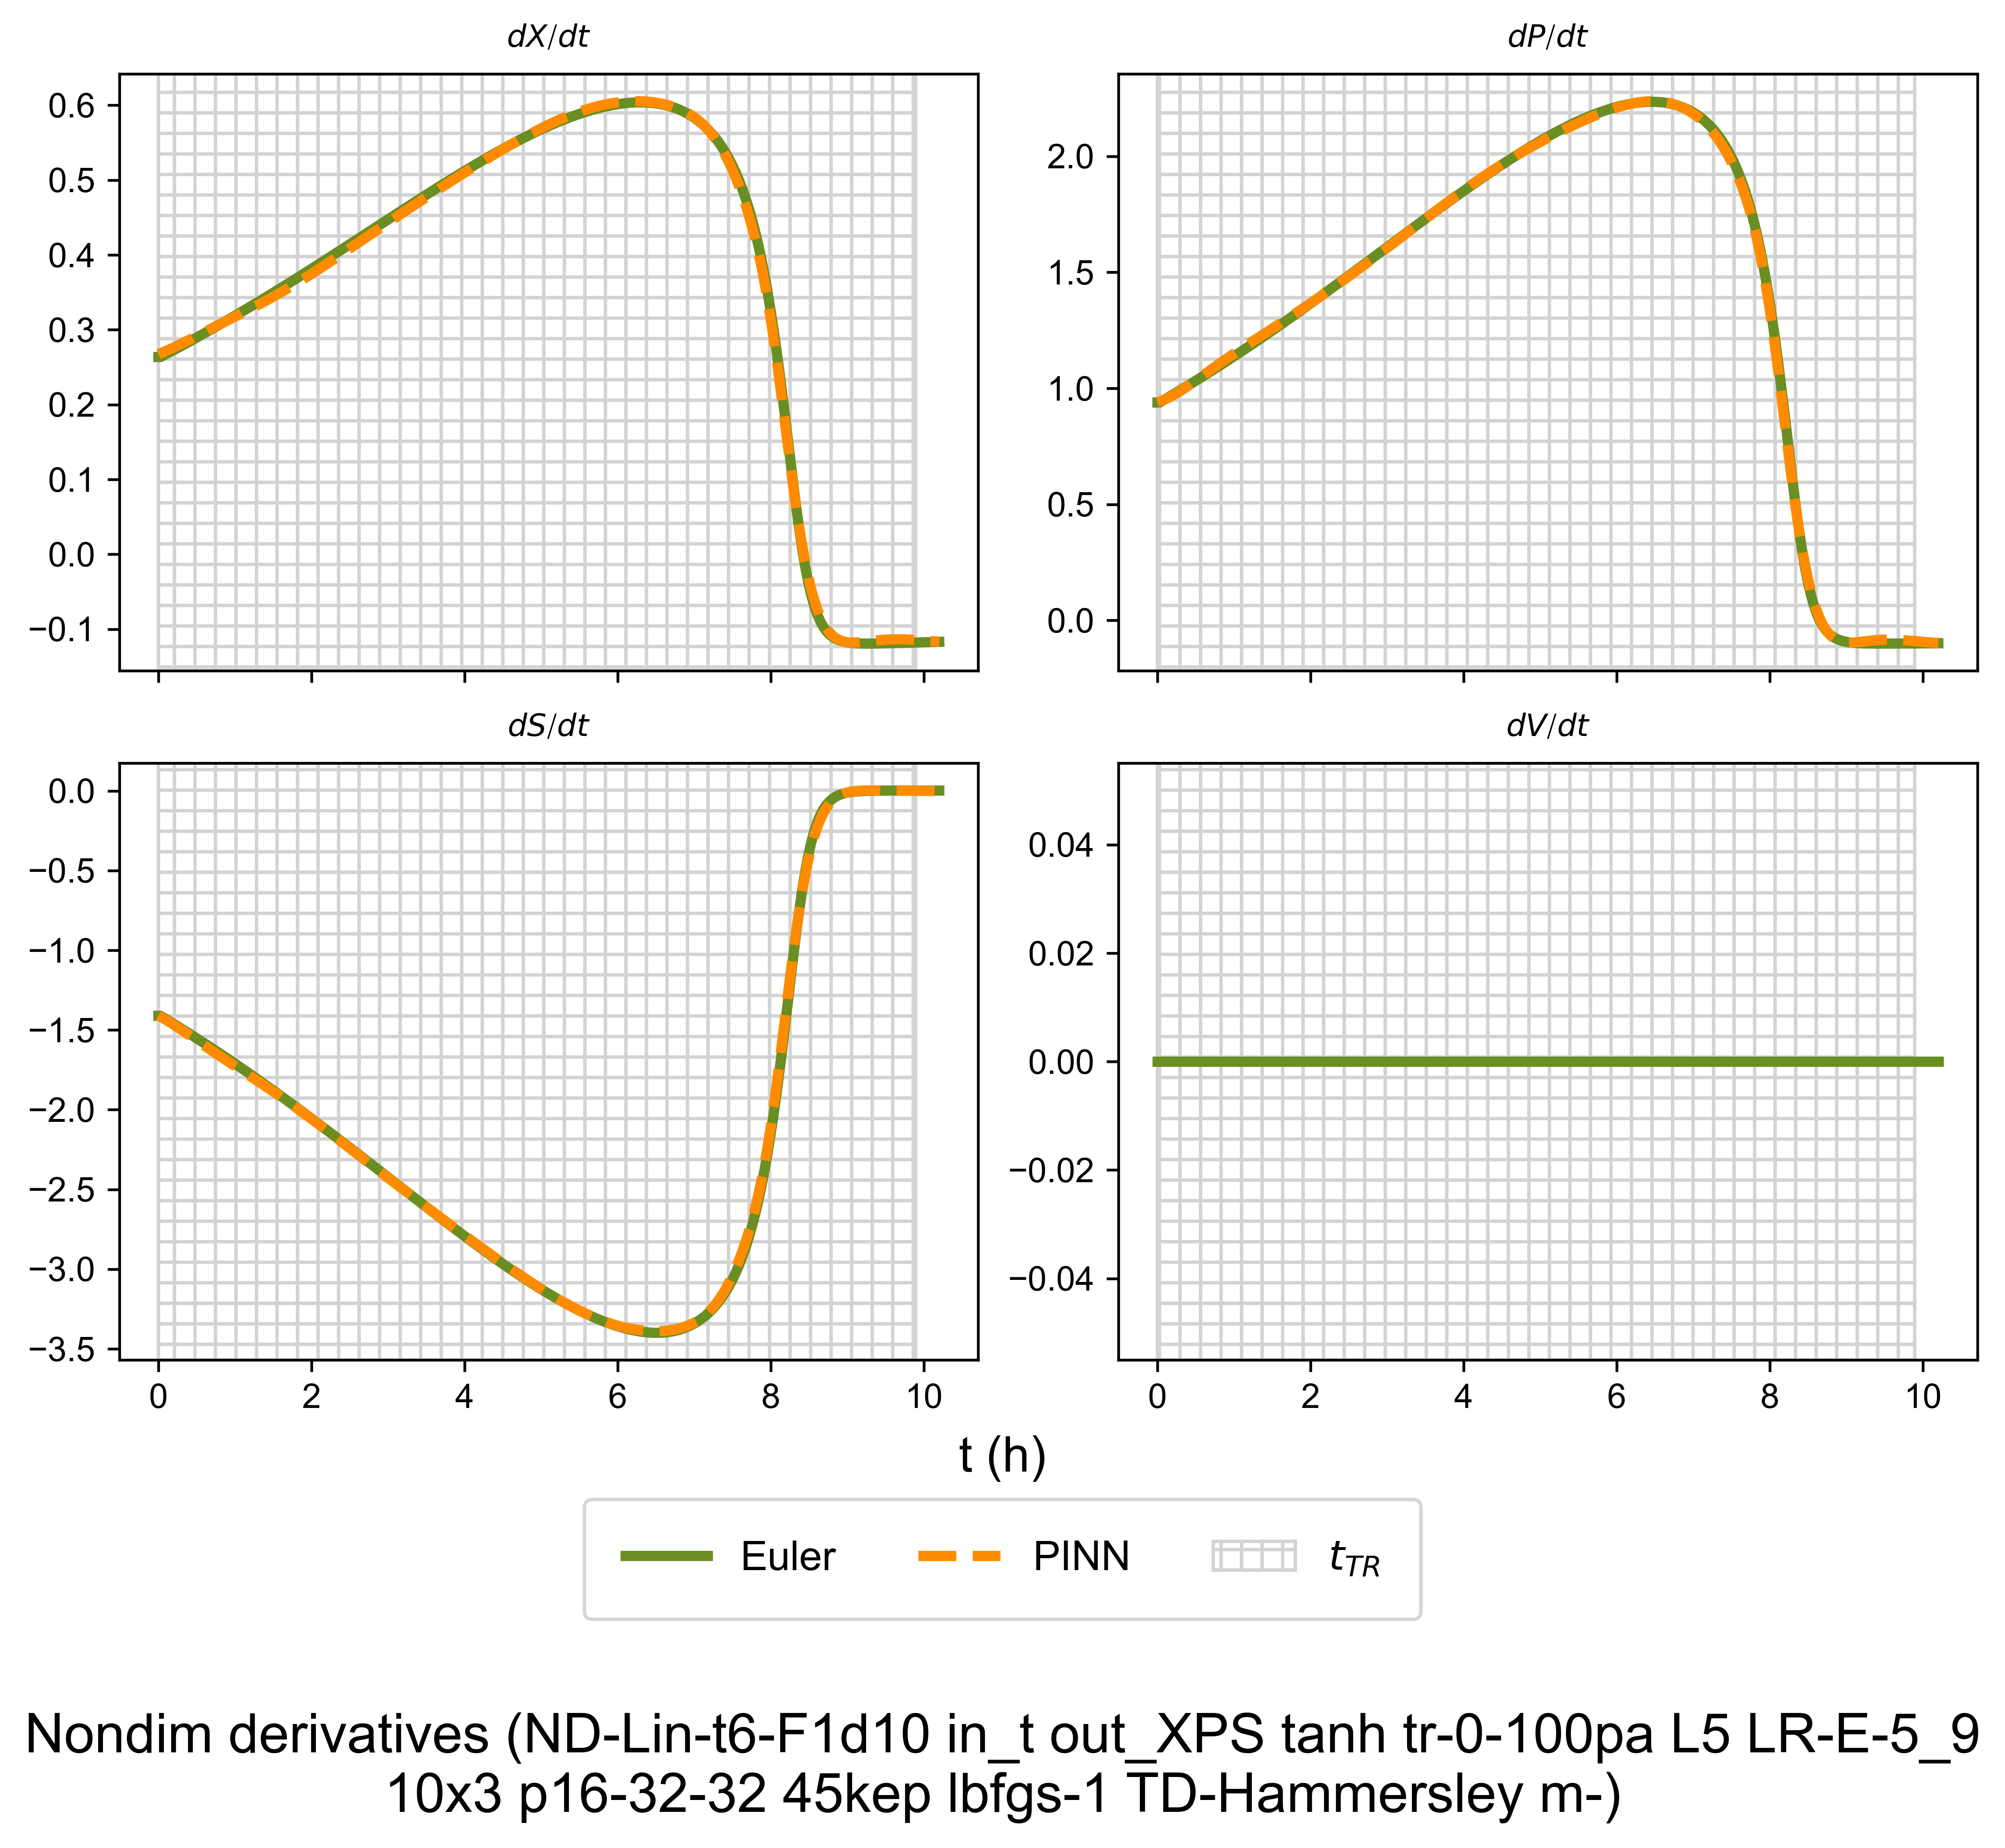 dX/dt
dP/dt
0.6
0.5
0.4
0.3
0.2
0.1
0.0
−0.1
2.0
1.5
1.0
0.5
0.0
dS/dt
dV/dt
0.0
−0.5
−1.0
−1.5
−2.0
−2.5
−3.0
−3.5
0 2 4 6 8 10
0.04
0.02
0.00
−0.02
−0.04
0 2 4 6 8 10
t (h)
Euler PINN t_TR
Nondim derivatives (ND-Lin-t6-F1d10 in_t out_XPS tanh tr-0-100pa L5 LR-E-5_9
10x3 p16-32-32 45kep lbfgs-1 TD-Hammersley m-)